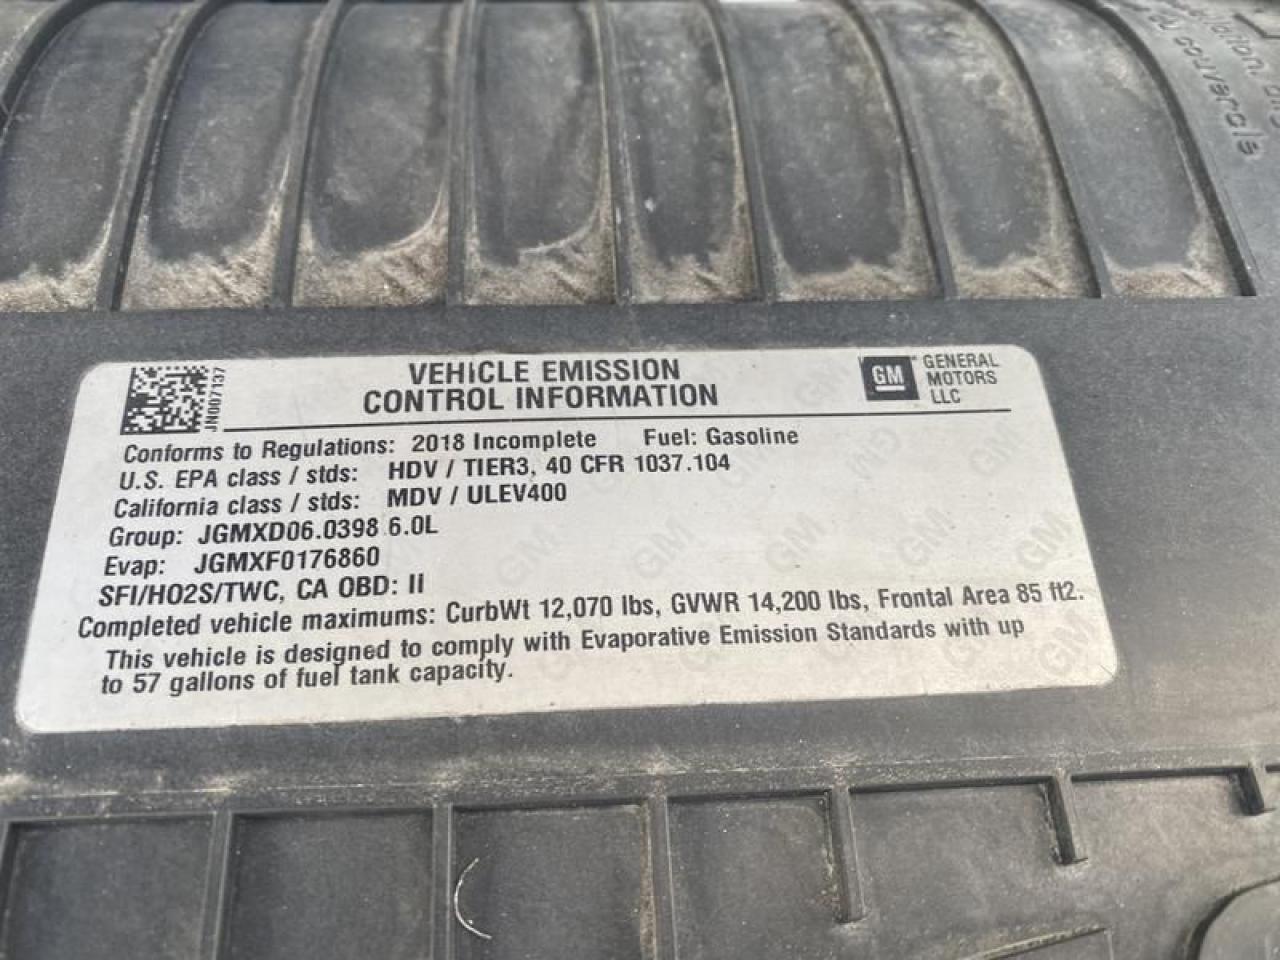 JN007137
VEHICLE EMISSION
CONTROL INFORMATION
GM
GENERAL
MOTORS
LLC
Conforms to Regulations: 2018 Incomplete Fuel: Gasoline
U.S. EPA class / stds: HDV / TIER3, 40 CFR 1037.104
California class / stds: MDV / ULEV400
Group: JGMXD06.0398 6.0L
Evap: JGMXF0176860
SFI/HO2S/TWC, CA OBD: II
Completed vehicle maximums: CurbWt 12,070 lbs, GVWR 14,200 lbs, Frontal Area 85 ft2.
This vehicle is designed to comply with Evaporative Emission Standards with up
to 57 gallons of fuel tank capacity.